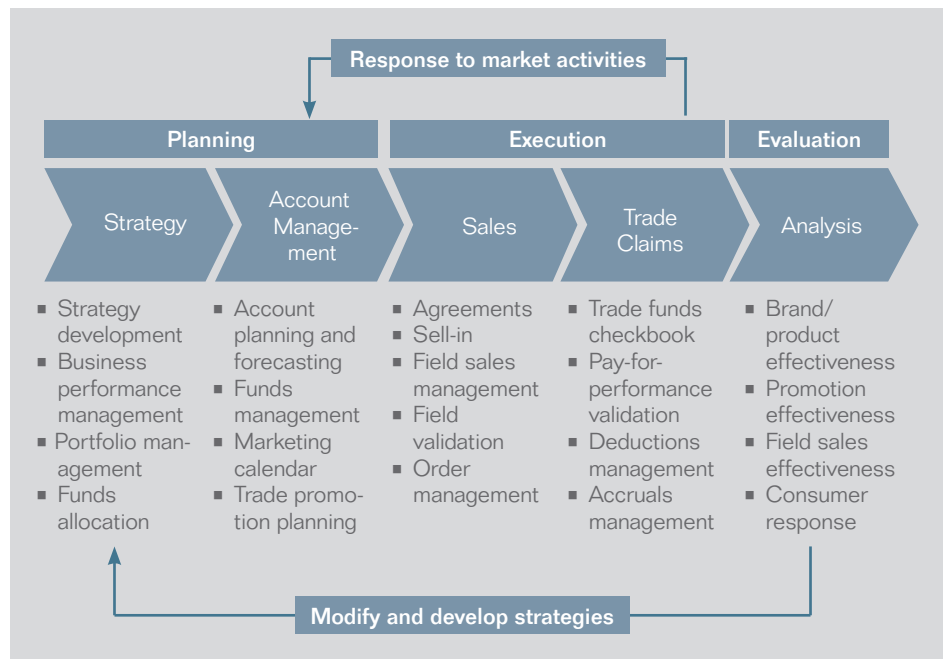 Response to market activities
Planning
Execution
Evaluation
Strategy
Account
Manage-
ment
Sales
Trade
Claims
Analysis
▪ Strategy
development
▪ Business
performance
management
▪ Portfolio man-
agement
▪ Funds
allocation
▪ Account
planning and
forecasting
▪ Funds
management
▪ Marketing
calendar
▪ Trade promo-
tion planning
▪ Agreements
▪ Sell-in
▪ Field sales
management
▪ Field
validation
▪ Order
management
▪ Trade funds
checkbook
▪ Pay-for-
performance
validation
▪ Deductions
management
▪ Accruals
management
▪ Brand/
product
effectiveness
▪ Promotion
effectiveness
▪ Field sales
effectiveness
▪ Consumer
response
Modify and develop strategies